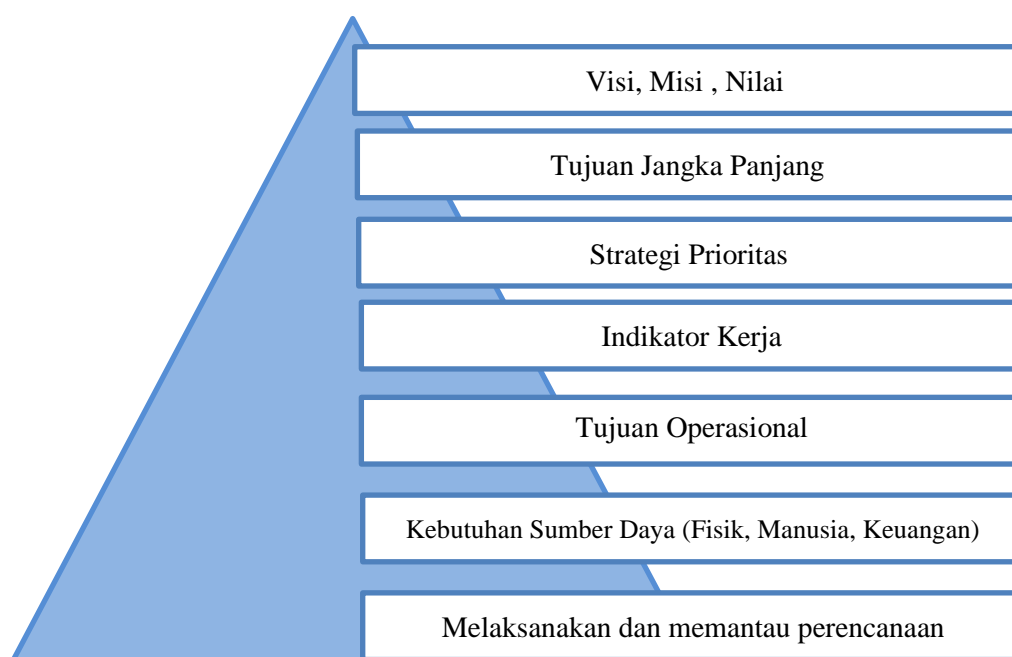 Visi, Misi , Nilai
Tujuan Jangka Panjang
Strategi Prioritas
Indikator Kerja
Tujuan Operasional
Kebutuhan Sumber Daya (Fisik, Manusia, Keuangan)
Melaksanakan dan memantau perencanaan